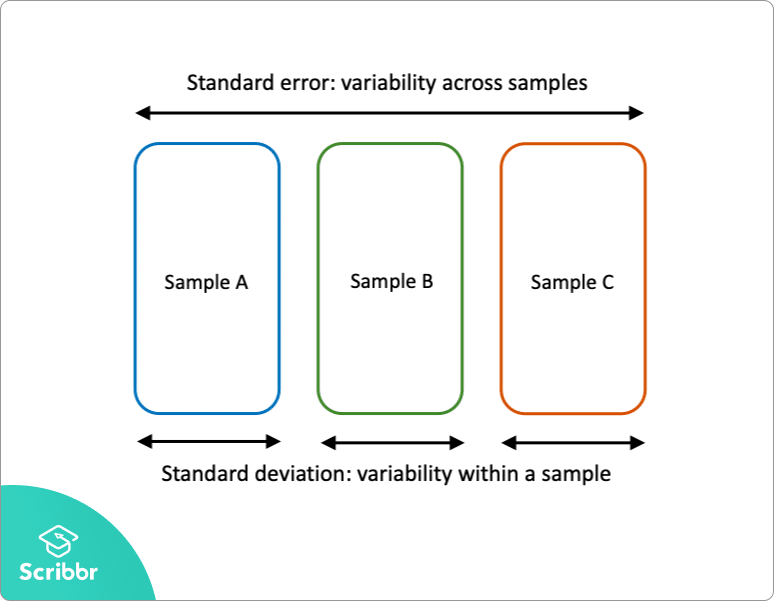 Standard error: variability across samples
Sample A
Sample B
Sample C
Standard deviation: variability within a sample
Scribbr